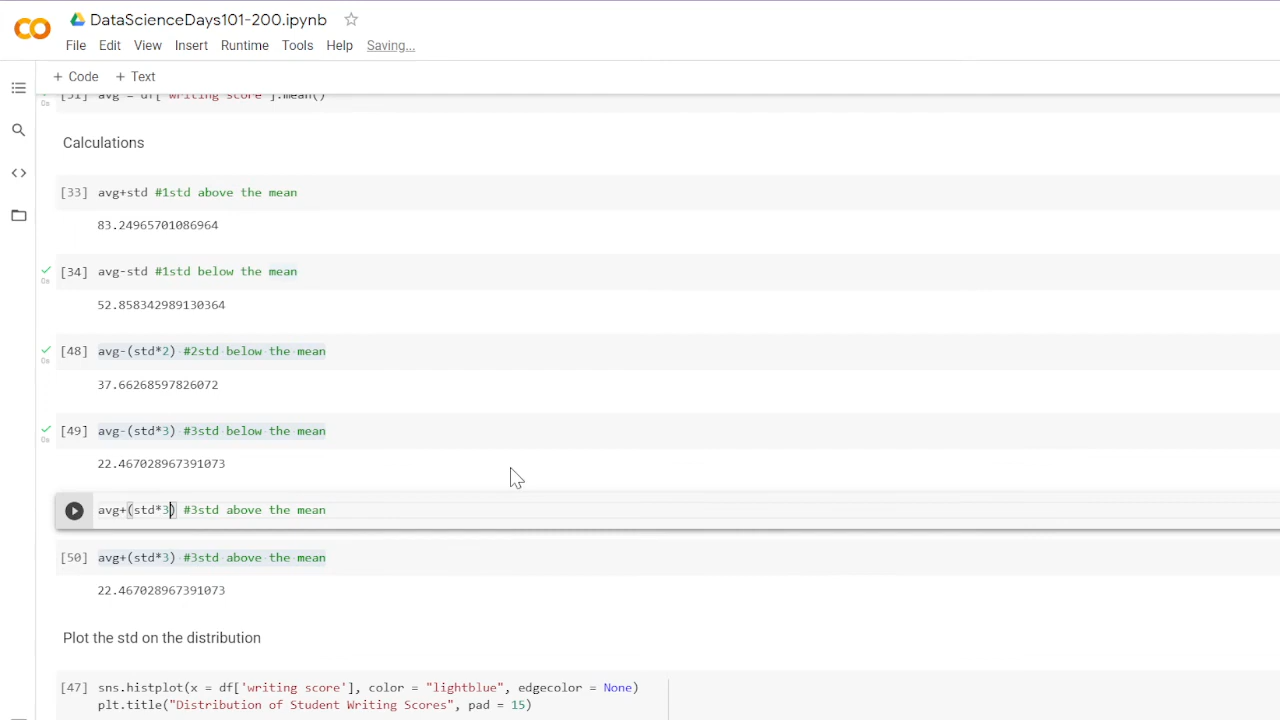 DataScienceDays101-200.ipynb
File Edit View Insert Runtime Tools Help Saving...
+ Code + Text
[31] avg = df['writing score'].mean()
0s
Calculations
[33] avg+std #1std above the mean
83.24965701086964
[34] avg-std #1std below the mean
0s
52.858342989130364
[48] avg-(std*2) #2std below the mean
0s
37.66268597826072
[49] avg-(std*3) #3std below the mean
0s
22.467028967391073
avg+(std*3) #3std above the mean
[50] avg+(std*3) #3std above the mean
22.467028967391073
Plot the std on the distribution
[47] sns.histplot(x = df['writing score'], color = "lightblue", edgecolor = None)
plt.title("Distribution of Student Writing Scores", pad = 15)